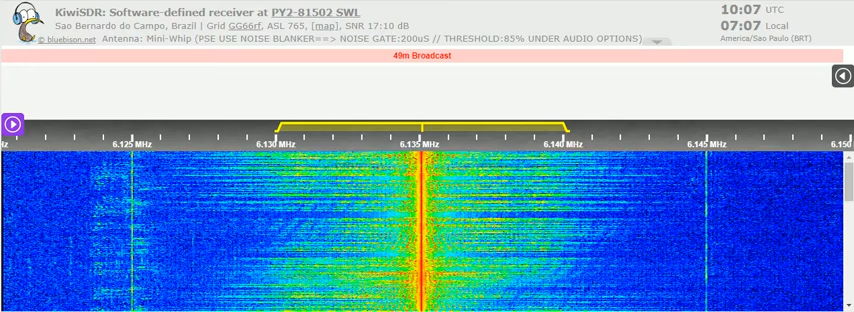 KiwiSDR: Software-defined receiver at PY2-81502 SWL
Sao Bernardo do Campo, Brazil | Grid GG66rf, ASL 765, [map], SNR 17:10 dB
© bluebison.net Antenna: Mini-Whip (PSE USE NOISE BLANKER==> NOISE GATE:200uS // THRESHOLD:85% UNDER AUDIO OPTIONS)
10:07 UTC
07:07 Local
America/Sao Paulo (BRT)
49m Broadcast
Hz 6.125 MHz 6.130 MHz 6.135 MHz 6.140 MHz 6.145 MHz 6.150